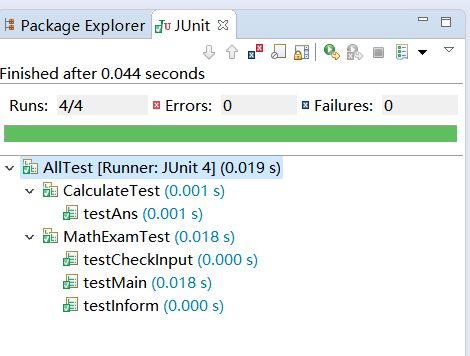 Package Explorer JUnit
Finished after 0.044 seconds
Runs: 4/4 Errors: 0 Failures: 0
AllTest [Runner: JUnit 4] (0.019 s)
CalculateTest (0.001 s)
testAns (0.001 s)
MathExamTest (0.018 s)
testCheckInput (0.000 s)
testMain (0.018 s)
testInform (0.000 s)